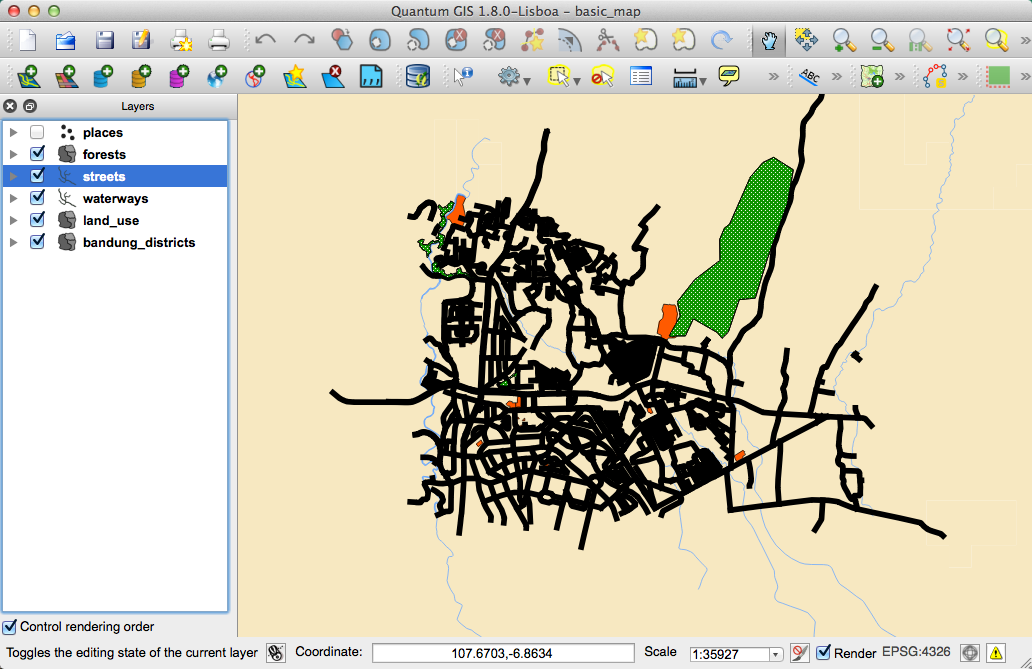 Quantum GIS 1.8.0-Lisboa - basic_map
ABC
Layers
places
forests
streets
waterways
land_use
bandung_districts
Control rendering order
Toggles the editing state of the current layer
Coordinate:
107.6703,-6.8634
Scale
1:35927
Render
EPSG:4326